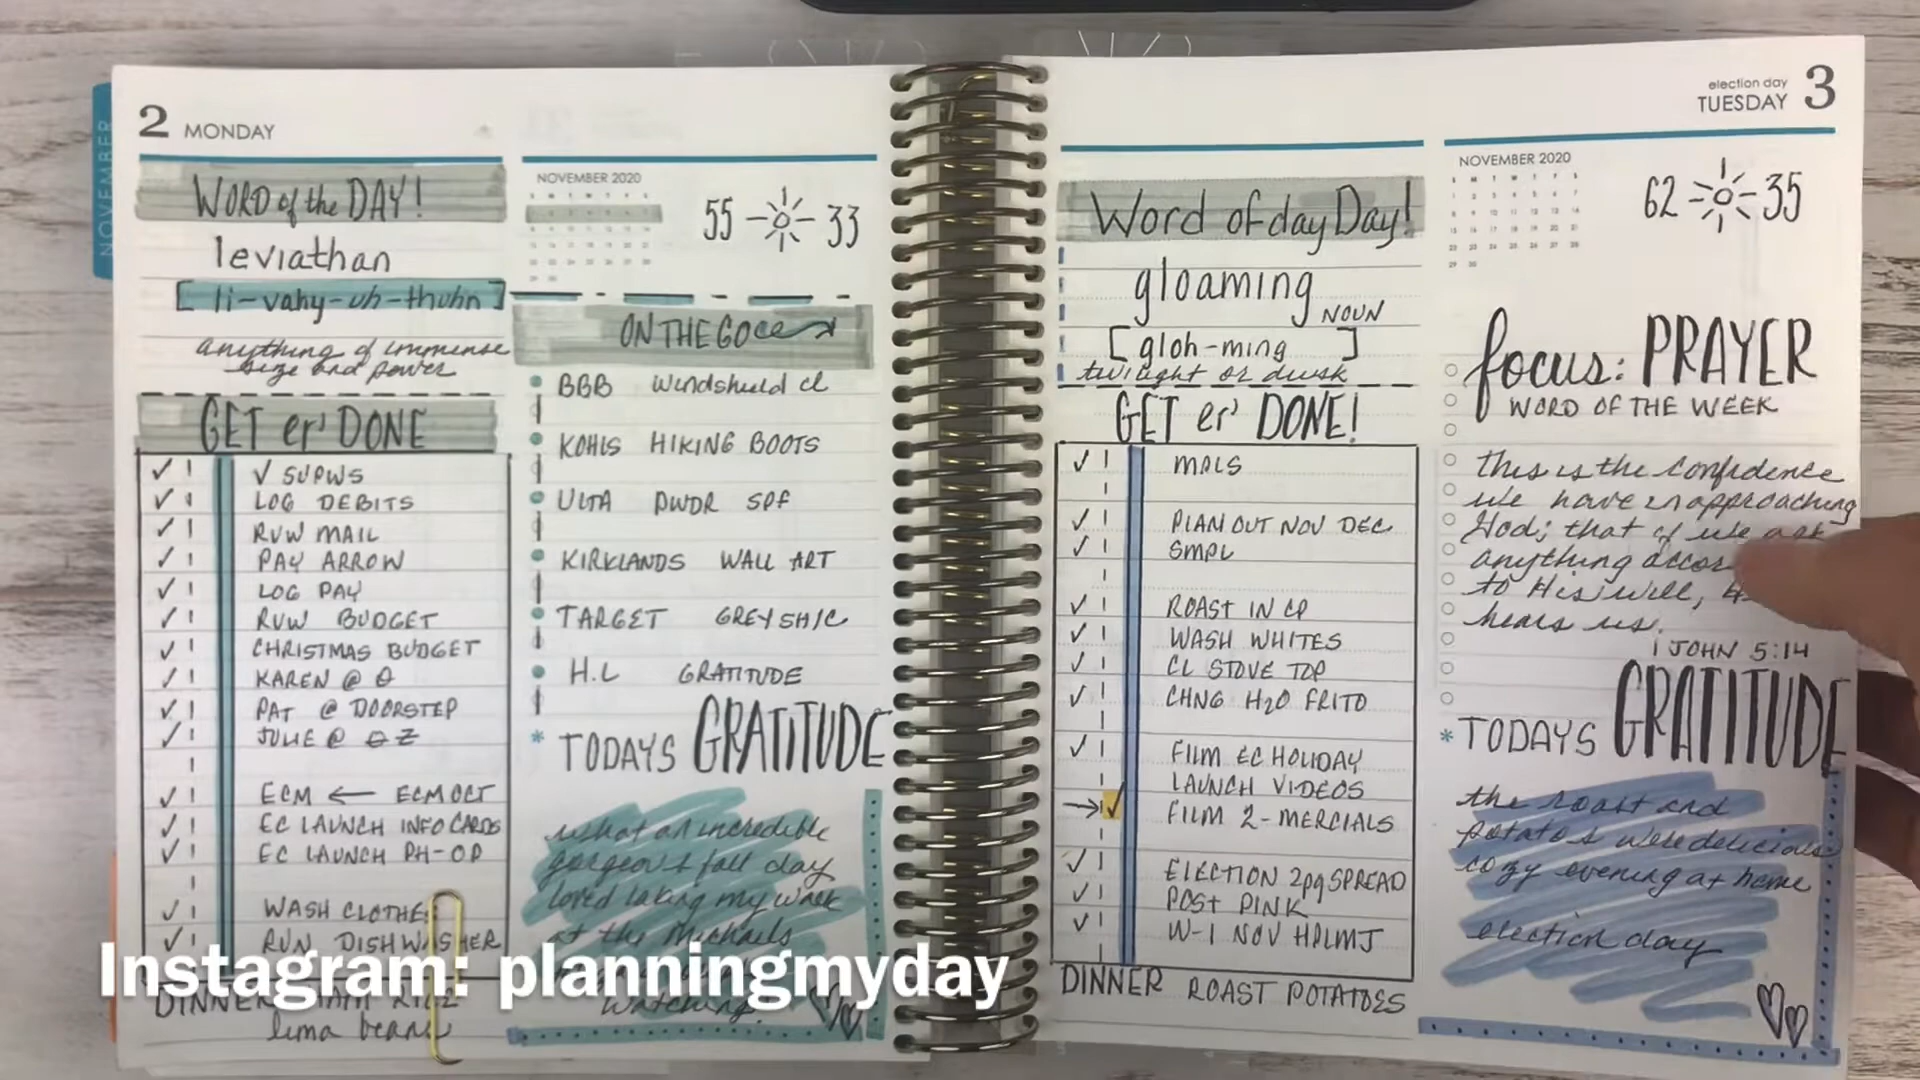 NOVEMBER
2 MONDAY
WORD of the DAY!
leviathan
[li-vahy-uh-thuhn]
anything of immense
size and power
GET er' DONE
✓ SUPWS
LOG DEBITS
RVW MAIL
PAY ARROW
LOG PAY
RVW BUDGET
CHRISTMAS BUDGET
KAREN @
PAT @ DOORSTEP
JULIE @ 2
ECM ← ECM OCT
EC LAUNCH INFO CARDS
EC LAUNCH PH-OP
WASH CLOTHES
RUN DISHWASHER
DINNER
lima beans
NOVEMBER 2020
55 33
ON THE GO
BBB windshield cl
KOHLS HIKING BOOTS
ULTA PWDR SPF
KIRKLANDS WALL ART
TARGET GREY SH/C
H.L GRATITUDE
* TODAYS GRATITUDE
what an incredible
gorgeous fall day
loved taking my walk
at the Michaels
watching
election day
TUESDAY 3
Word of day Day!
gloaming
NOUN
[gloh-ming]
twilight or dusk
GET er' DONE!
MPLS
PLAN OUT NOV DEC
SMPL
ROAST IN CP
WASH WHITES
CL STOVE TOP
CHNG H2O FRITO
FILM EC HOLIDAY
LAUNCH VIDEOS
→ FILM 2-MERCIALS
ELECTION 2pg SPREAD
POST PINK
W-1 NOV HPLMJ
DINNER ROAST POTATOES
NOVEMBER 2020
62 35
focus: PRAYER
WORD OF THE WEEK
This is the confidence
we have in approaching
God; that if we ask
anything
to His will,
hears us.
1 JOHN 5:14
* TODAYS GRATITUDE
the roast and
potatoes were delicious
cozy evening at home
election day
Instagram: planningmyday